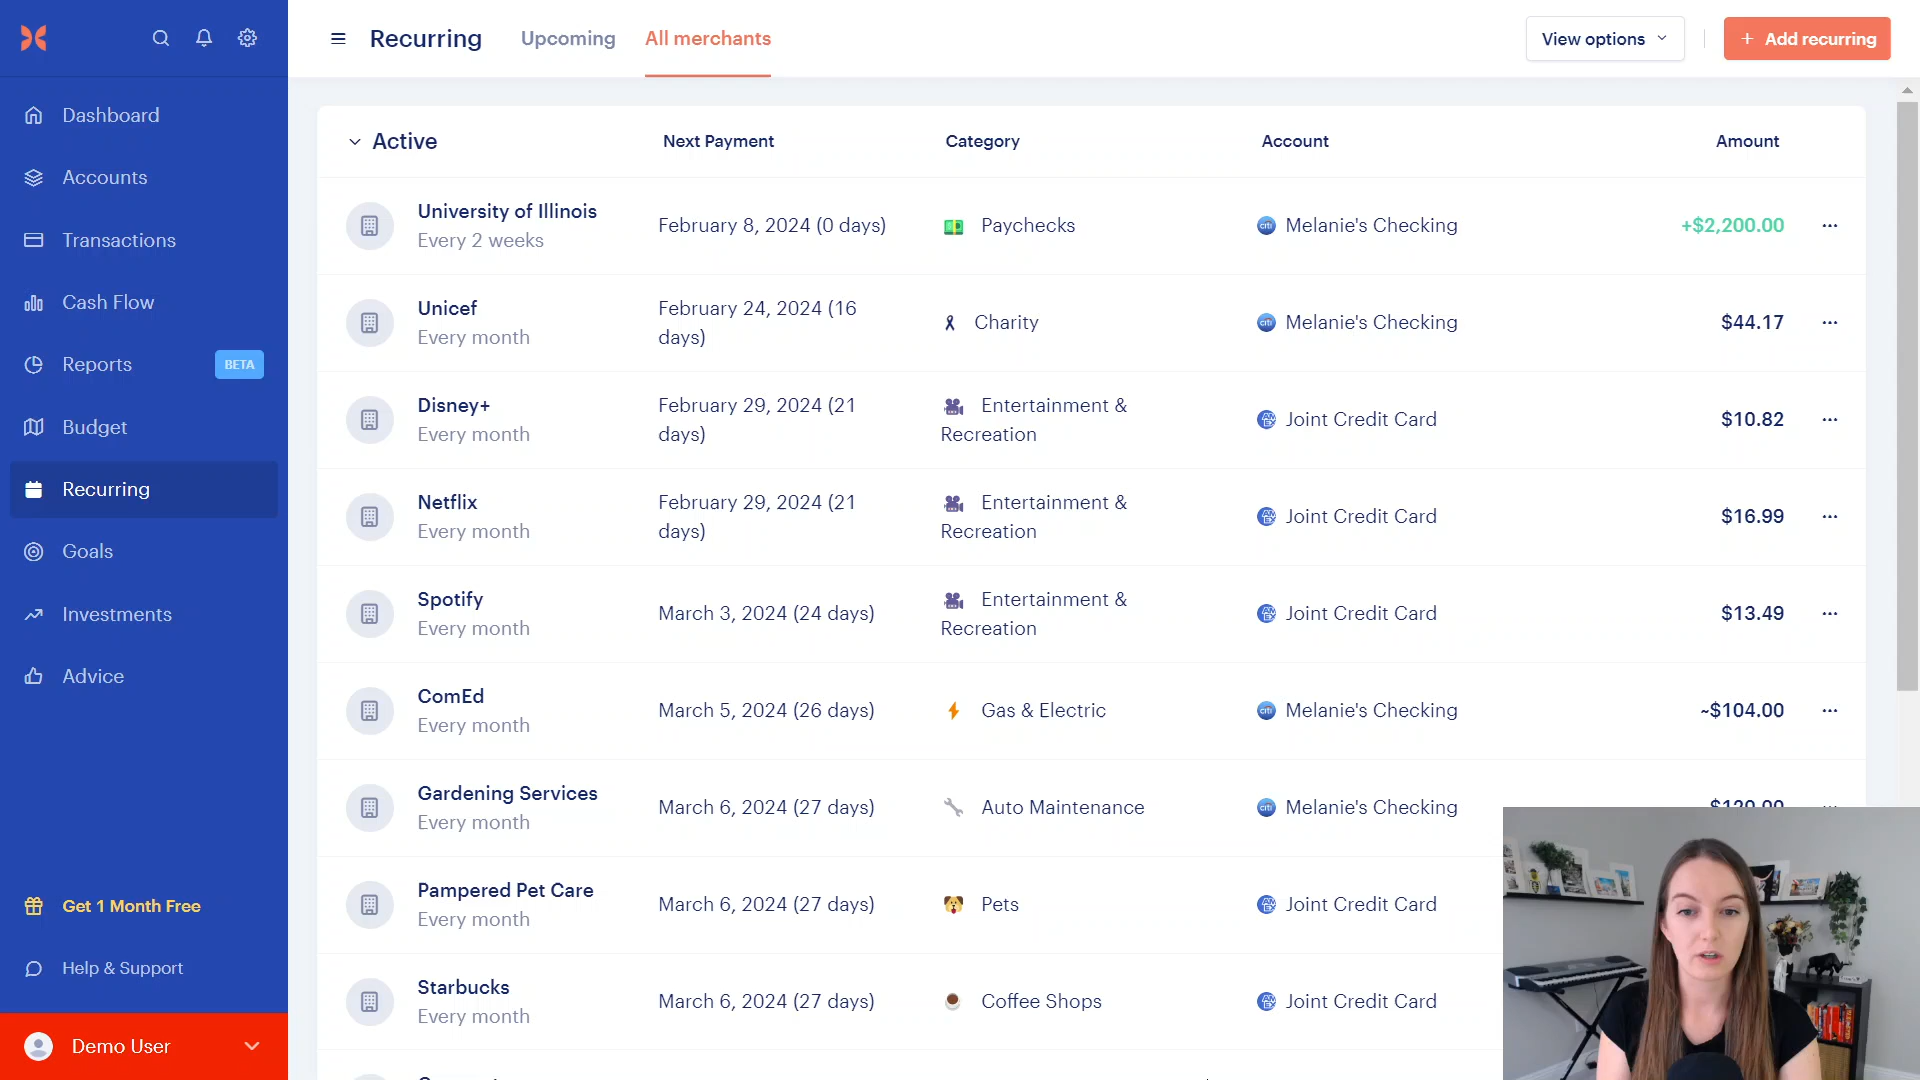 Recurring
Upcoming
All merchants
View options
+ Add recurring
Dashboard
Accounts
Transactions
Cash Flow
Reports
BETA
Budget
Recurring
Goals
Investments
Advice
Get 1 Month Free
Help & Support
Demo User
Active
Next Payment
Category
Account
Amount
University of Illinois
Every 2 weeks
February 8, 2024 (0 days)
Paychecks
citi
Melanie's Checking
+$2,200.00
Unicef
Every month
February 24, 2024 (16
days)
Charity
citi
Melanie's Checking
$44.17
Disney+
Every month
February 29, 2024 (21
days)
Entertainment &
Recreation
Joint Credit Card
$10.82
Netflix
Every month
February 29, 2024 (21
days)
Entertainment &
Recreation
Joint Credit Card
$16.99
Spotify
Every month
March 3, 2024 (24 days)
Entertainment &
Recreation
Joint Credit Card
$13.49
ComEd
Every month
March 5, 2024 (26 days)
Gas & Electric
citi
Melanie's Checking
~$104.00
Gardening Services
Every month
March 6, 2024 (27 days)
Auto Maintenance
citi
Melanie's Checking
Pampered Pet Care
Every month
March 6, 2024 (27 days)
Pets
Joint Credit Card
Starbucks
Every month
March 6, 2024 (27 days)
Coffee Shops
Joint Credit Card